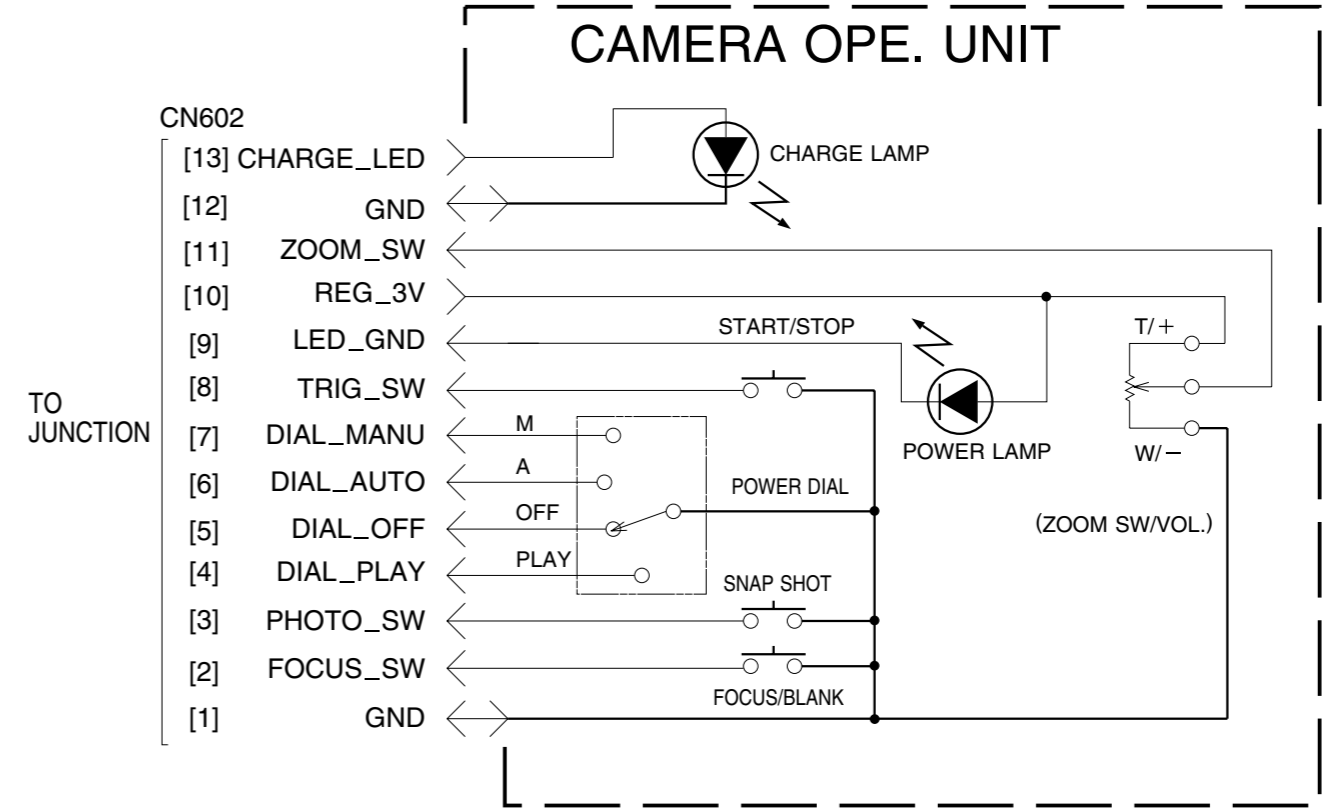 CAMERA OPE. UNIT
CN602
[13] CHARGE_LED
CHARGE LAMP
[12] GND
[11] ZOOM_SW
[10] REG_3V
[9] LED_GND
START/STOP
T/+
[8] TRIG_SW
TO
JUNCTION
[7] DIAL_MANU
M
POWER LAMP
W/−
[6] DIAL_AUTO
A
POWER DIAL
[5] DIAL_OFF
OFF
(ZOOM SW/VOL.)
[4] DIAL_PLAY
PLAY
SNAP SHOT
[3] PHOTO_SW
[2] FOCUS_SW
FOCUS/BLANK
[1] GND